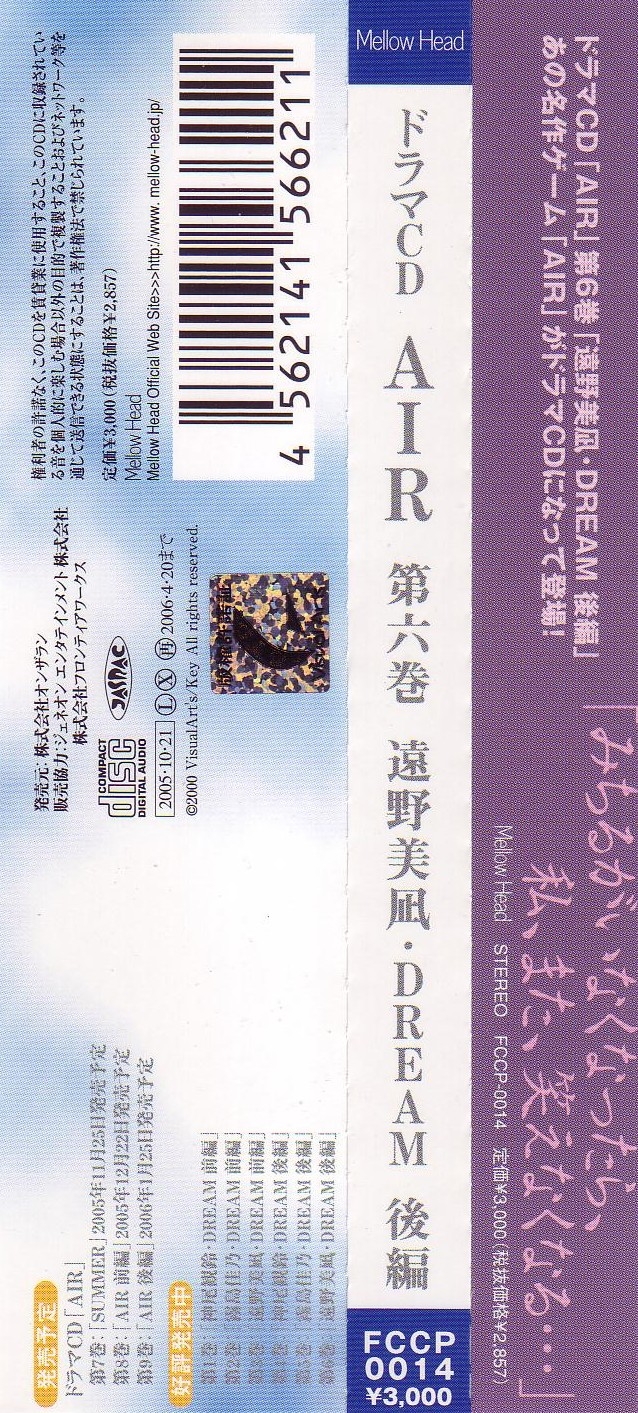 ドラマCD「AIR」第6巻「遠野美凪・DREAM 後編」
あの名作ゲーム「AIR」がドラマCDになって登場!
「みちるが、いなくなったら、
私、また、笑えなくなる…」
Mellow Head STEREO FCCP-0014 定価¥3,000(税抜価格¥2,857)
Mellow Head
ドラマCD AIR 第六巻 遠野美凪・DREAM 後編
FCCP
0014
¥3,000
権利者の許諾なく、このCDを賃貸業に使用すること、このCDに収録されてい
る音を個人的に楽しむ場合以外の目的で複製することおよびネットワーク等を
通じて送信できる状態にすることは、著作権法で禁じられています。
定価¥3,000(税抜価格¥2,857)
Mellow Head
Mellow Head Official Web Site>>>http://www.mellow-head.jp/
4 562141 566211
発売元:株式会社オンザラン
販売協力:ジェネオン エンタテインメント 株式会社
株式会社フロンティアワークス
JASRAC
COMPACT
disc
DIGITAL AUDIO
2005・10・21 Ⓛ Ⓧ ㊞2006・4・20まで
©2000 VisualArt's/Key All rights reserved.
発売予定
ドラマCD「AIR」
第7巻:「SUMMER」2005年11月25日発売予定
第8巻:「AIR 前編」2005年12月22日発売予定
第9巻:「AIR 後編」2006年1月25日発売予定
好評発売中
第1巻:「神尾観鈴・DREAM 前編」
第2巻:「霧島佳乃・DREAM 前編」
第3巻:「遠野美凪・DREAM 前編」
第4巻:「神尾観鈴・DREAM 後編」
第5巻:「霧島佳乃・DREAM 後編」
第6巻:「遠野美凪・DREAM 後編」